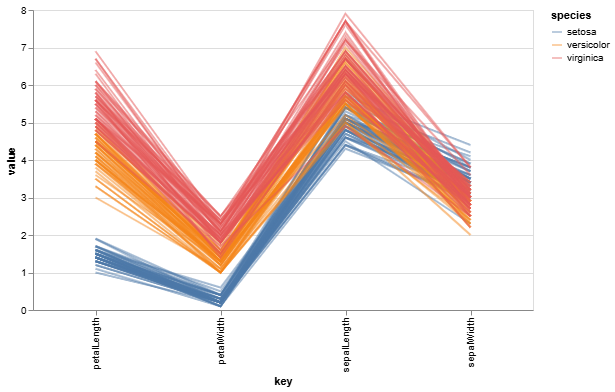 8
7
6
5
4
3
2
1
0
value
petalLength
petalWidth
sepalLength
sepalWidth
key
species
setosa
versicolor
virginica